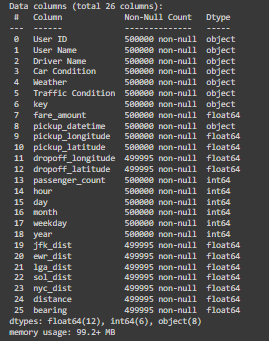 Data columns (total 26 columns):
 #   Column             Non-Null Count   Dtype
---  ------             --------------   -----
 0   User ID            500000 non-null  object
 1   User Name          500000 non-null  object
 2   Driver Name        500000 non-null  object
 3   Car Condition      500000 non-null  object
 4   Weather            500000 non-null  object
 5   Traffic Condition  500000 non-null  object
 6   key                500000 non-null  object
 7   fare_amount        500000 non-null  float64
 8   pickup_datetime    500000 non-null  object
 9   pickup_longitude   500000 non-null  float64
 10  pickup_latitude    500000 non-null  float64
 11  dropoff_longitude  499995 non-null  float64
 12  dropoff_latitude   499995 non-null  float64
 13  passenger_count    500000 non-null  int64
 14  hour               500000 non-null  int64
 15  day                500000 non-null  int64
 16  month              500000 non-null  int64
 17  weekday            500000 non-null  int64
 18  year               500000 non-null  int64
 19  jfk_dist           499995 non-null  float64
 20  ewr_dist           499995 non-null  float64
 21  lga_dist           499995 non-null  float64
 22  sol_dist           499995 non-null  float64
 23  nyc_dist           499995 non-null  float64
 24  distance           499995 non-null  float64
 25  bearing            499995 non-null  float64
dtypes: float64(12), int64(6), object(8)
memory usage: 99.2+ MB